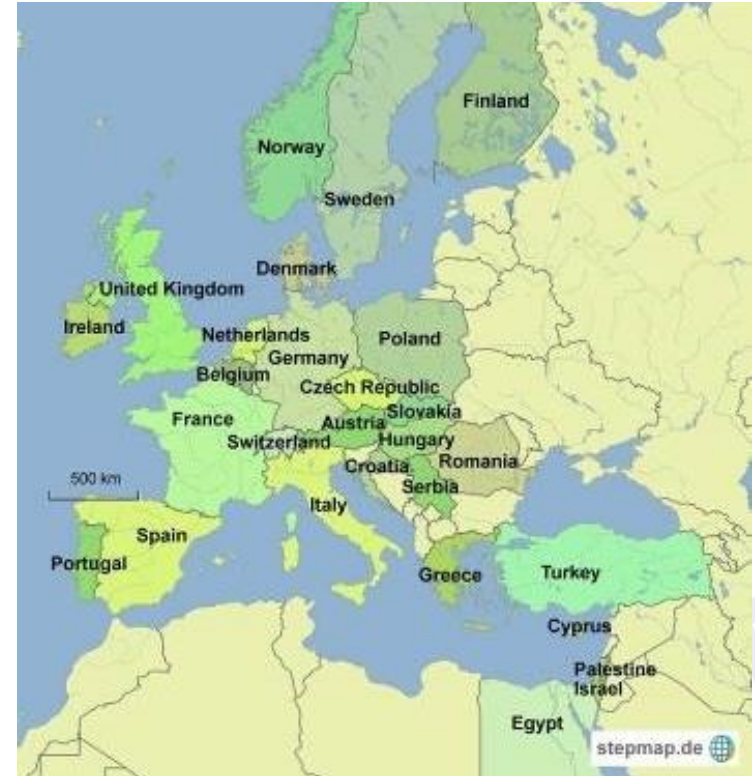 Finland
Norway
Sweden
Denmark
United Kingdom
Ireland
Netherlands
Poland
Germany
Belgium
Czech Republic
Slovakia
France
Austria
Switzerland
Hungary
Croatia
Romania
500 km
Serbia
Italy
Spain
Portugal
Greece
Turkey
Cyprus
Palestine
Israel
Egypt
stepmap.de